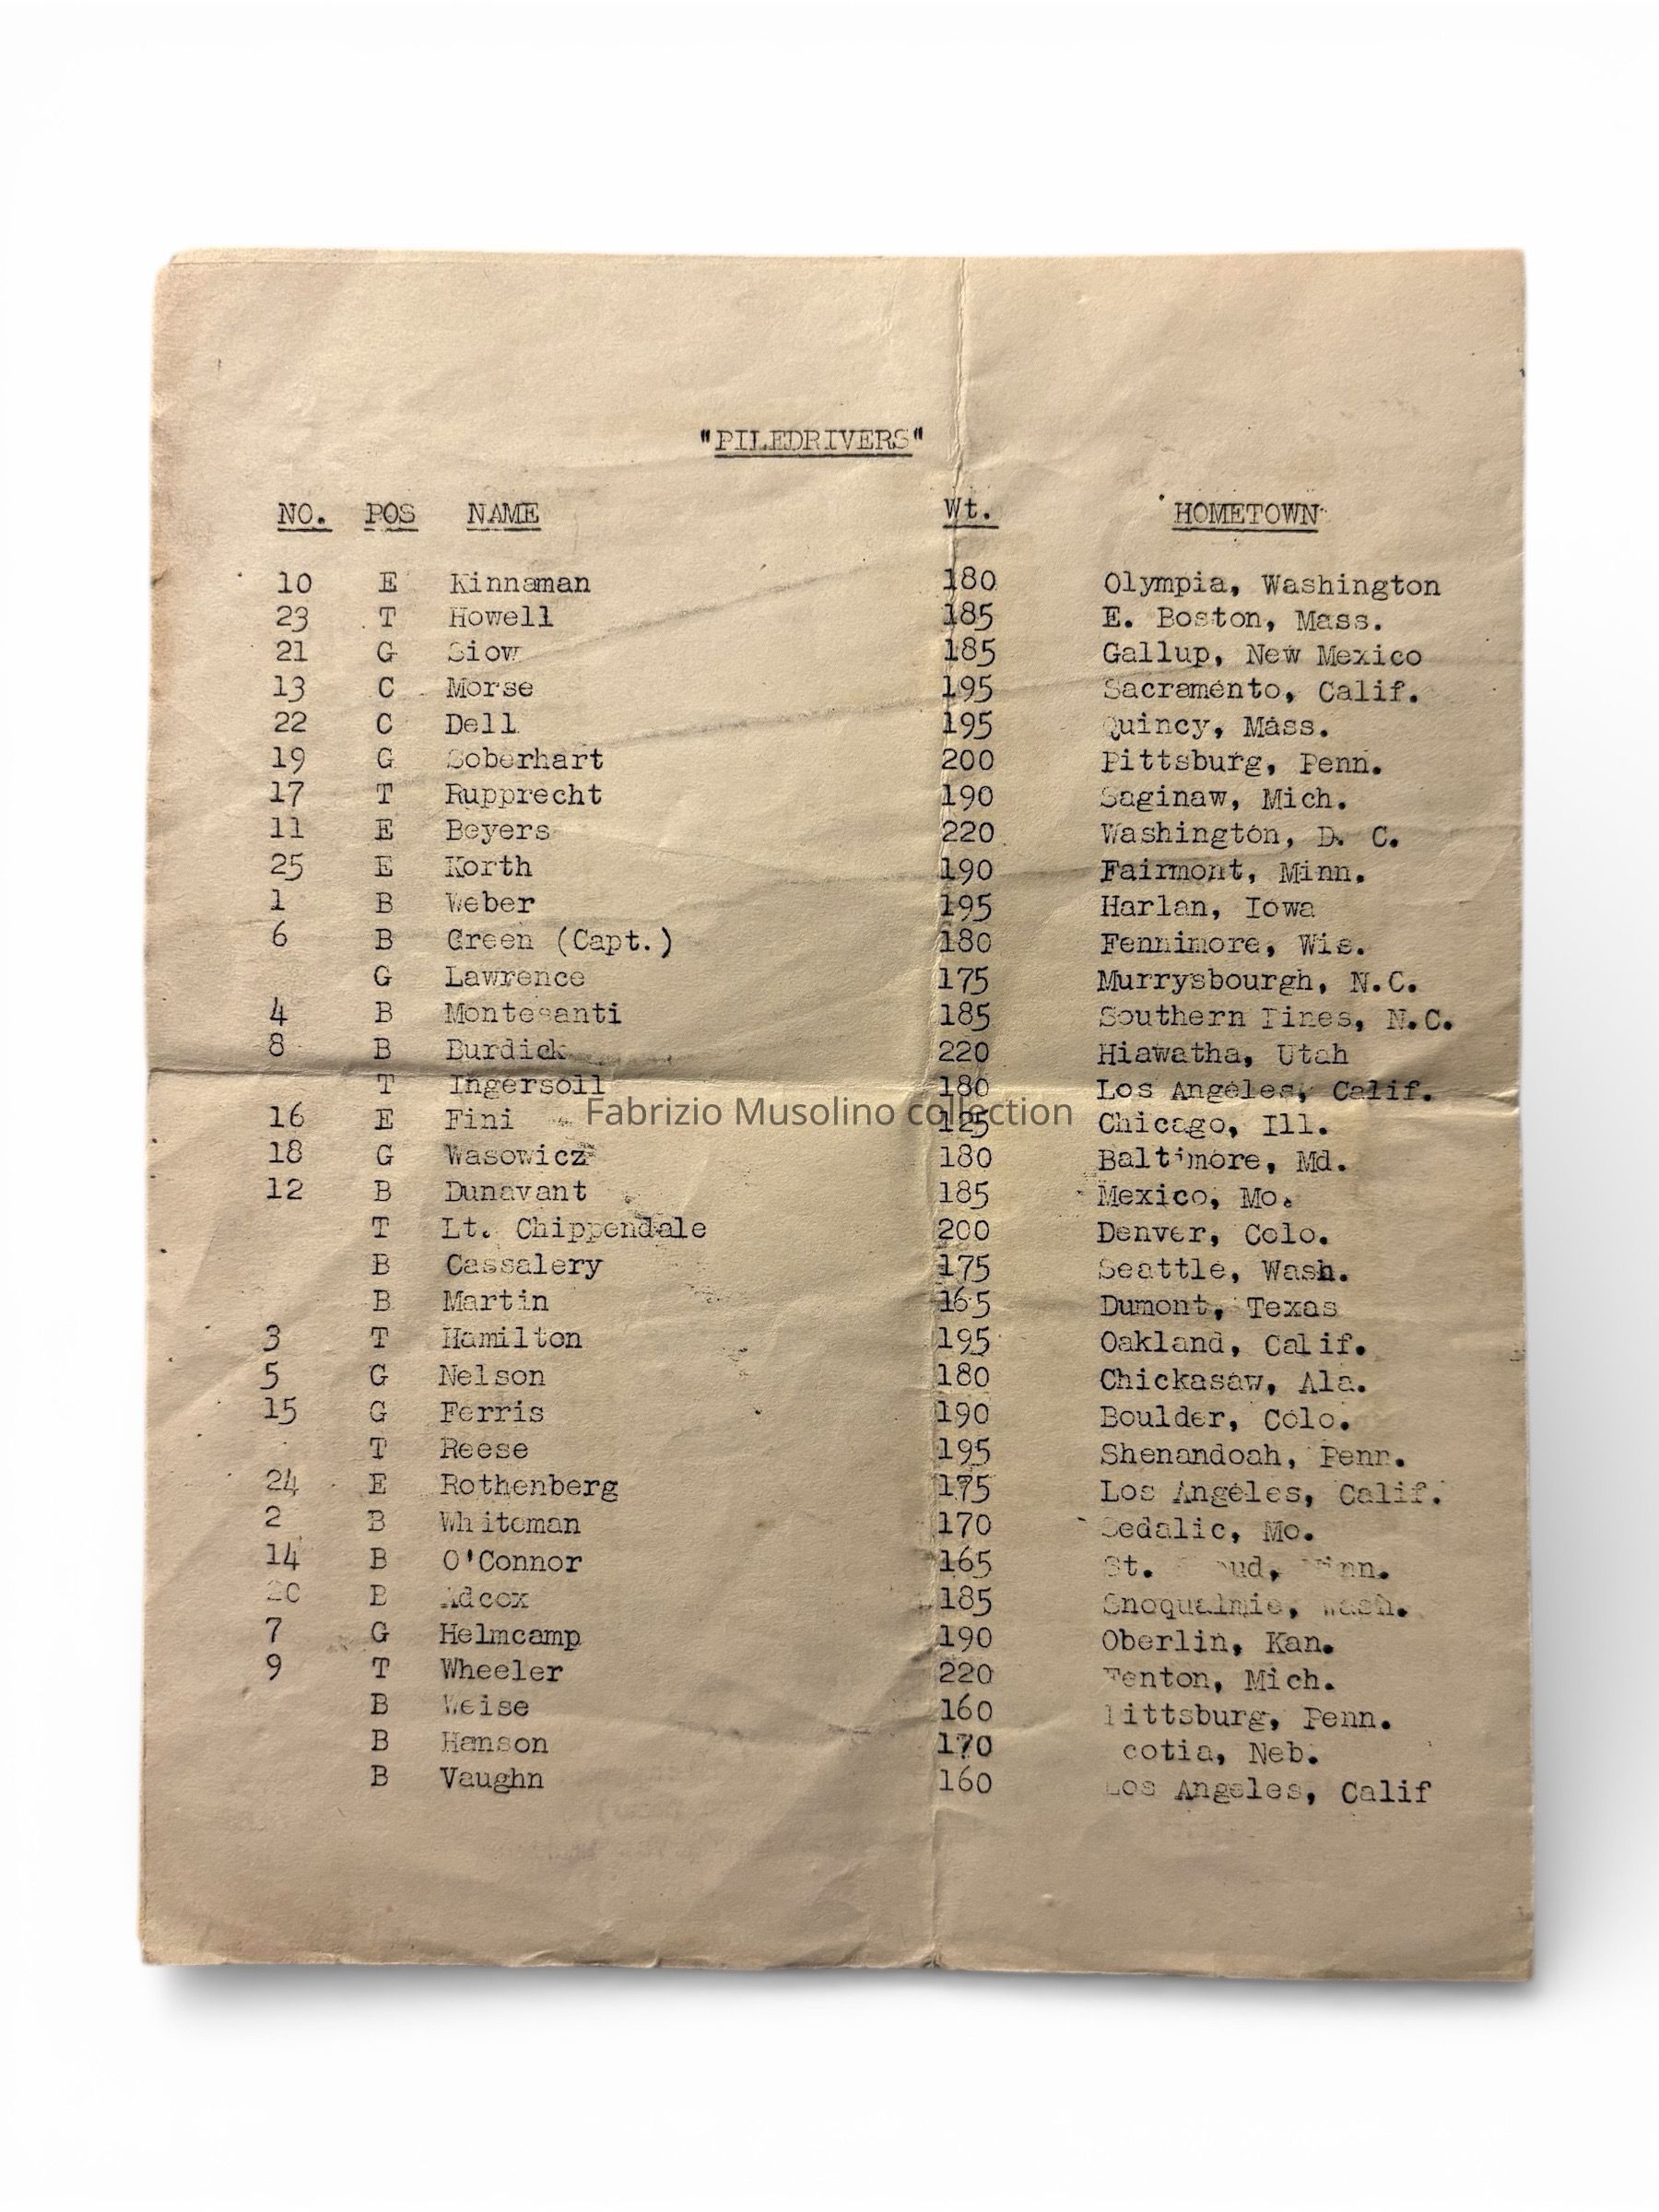 "PILEDRIVERS"
NO. POS NAME Wt. HOMETOWN
10 E Kinnaman 180 Olympia, Washington
23 T Howell 185 E. Boston, Mass.
21 G Siow 185 Gallup, New Mexico
13 C Morse 195 Sacramento, Calif.
22 C Dell 195 Quincy, Mass.
19 G Soberhart 200 Pittsburg, Penn.
17 T Rupprecht 190 Saginaw, Mich.
11 E Beyers 220 Washington, D. C.
25 E Korth 190 Fairmont, Minn.
1 B Weber 195 Harlan, Iowa
6 B Green (Capt.) 180 Fennimore, Wis.
G Lawrence 175 Murrysbourgh, N.C.
4 B Montesanti 185 Southern Pines, N.C.
8 B Burdick 220 Hiawatha, Utah
T Ingersoll 180 Los Angeles, Calif.
Fabrizio Musolino collection
16 E Fini Chicago, Ill.
18 G Wasowicz 180 Baltimore, Md.
12 B Dunavant 185 Mexico, Mo.
T Lt. Chippendale 200 Denver, Colo.
B Cassalery 175 Seattle, Wash.
B Martin 165 Dumont, Texas
3 T Hamilton 195 Oakland, Calif.
5 G Nelson 180 Chickasaw, Ala.
15 G Ferris 190 Boulder, Colo.
T Reese 195 Shenandoah, Penn.
24 E Rothenberg 175 Los Angeles, Calif.
2 B Whiteman 170 Sedalic, Mo.
14 B O'Connor 165 St. Minn.
20 B Adcox 185 Snoqualmie, Wash.
7 G Helmcamp 190 Oberlin, Kan.
9 T Wheeler 220 Fenton, Mich.
B Weise 160 Pittsburg, Penn.
B Hanson 170 cotia, Neb.
B Vaughn 160 Los Angeles, Calif